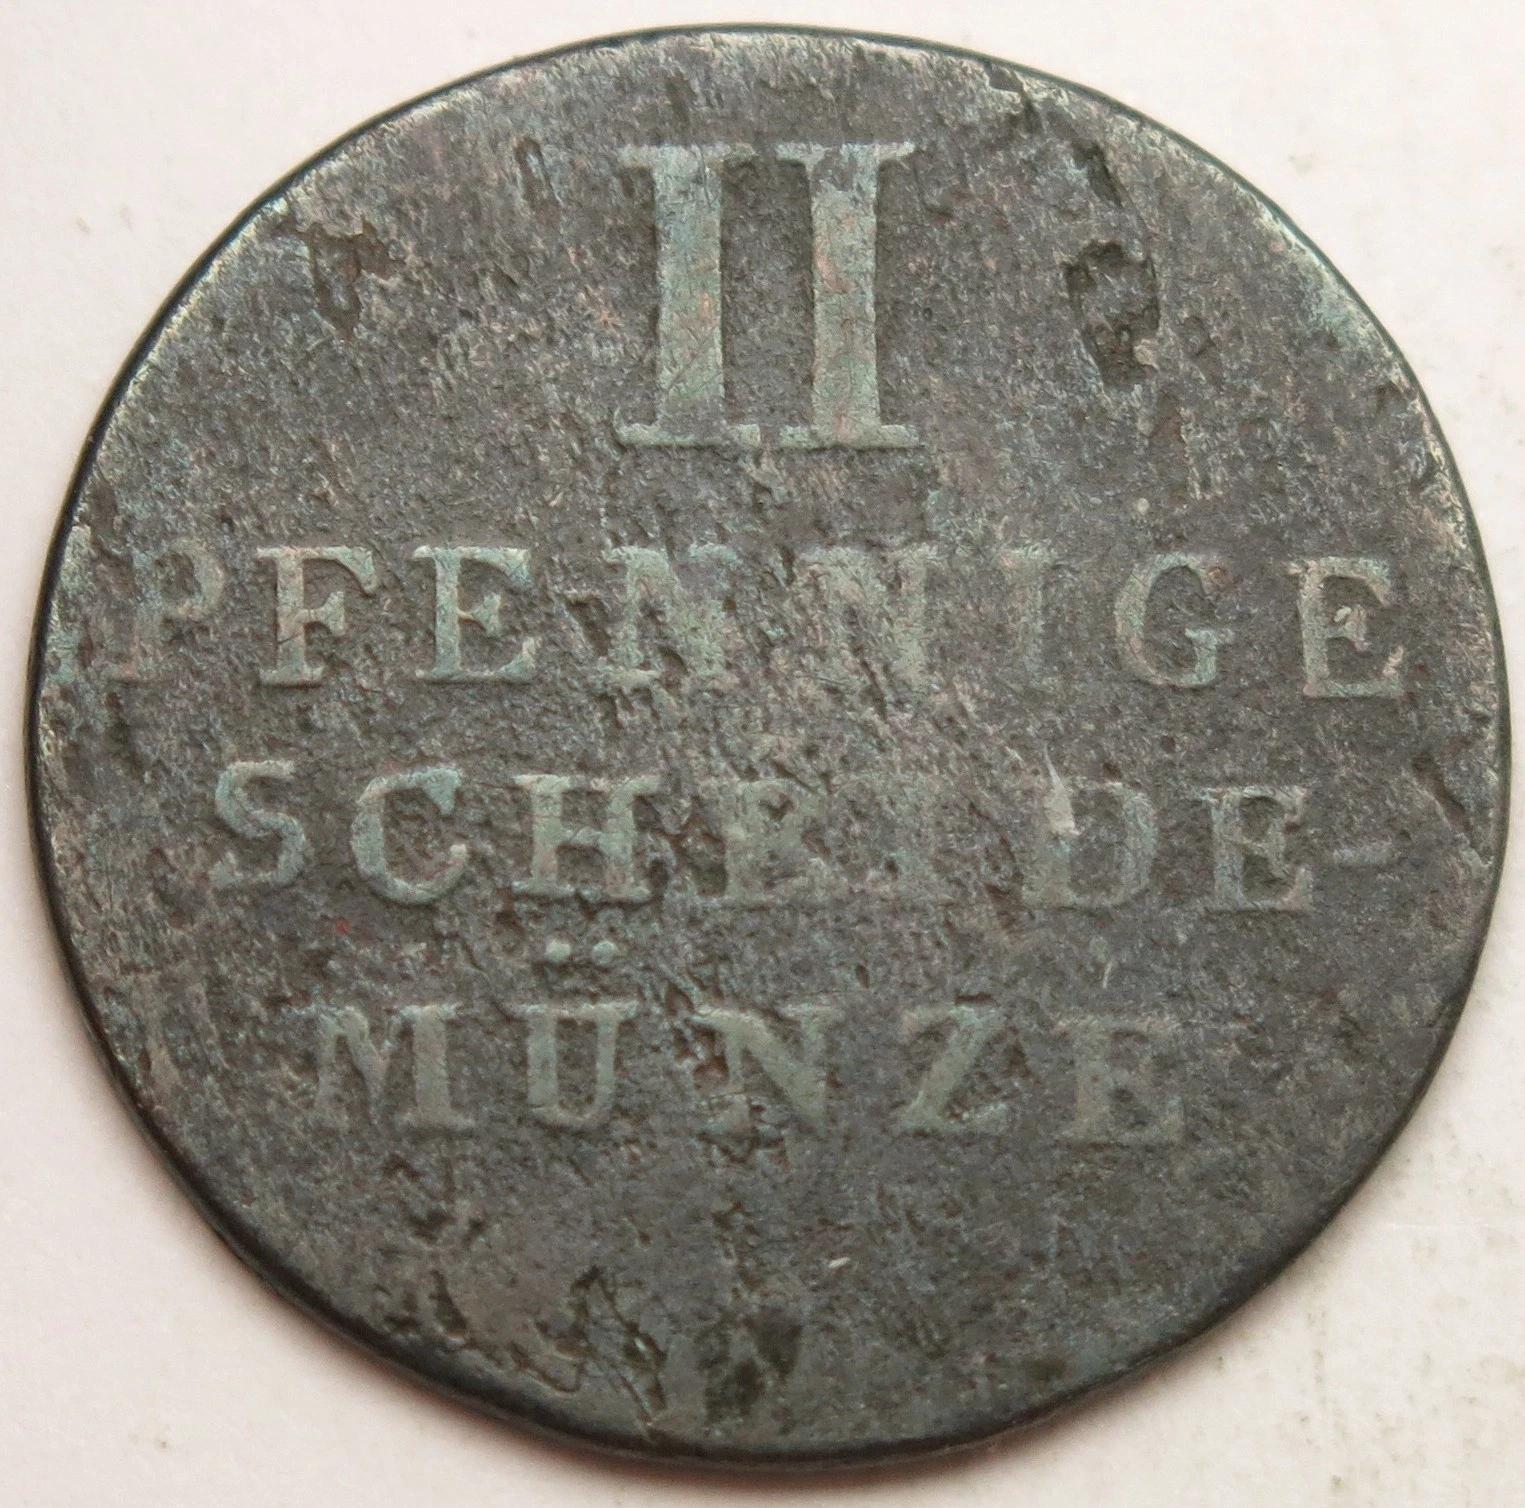 II
PFENNIGE
SCHEIDE-
MÜNZE